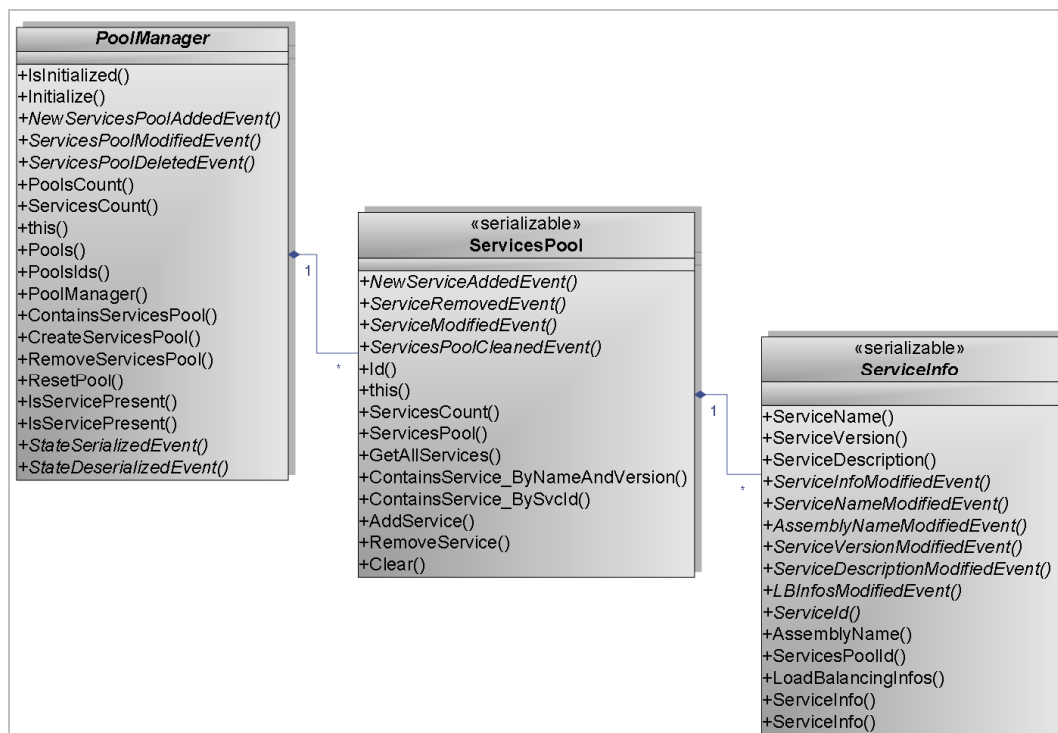 PoolManager
+IsInitialized()
+Initialize()
+NewServicesPoolAddedEvent()
+ServicesPoolModifiedEvent()
+ServicesPoolDeletedEvent()
+PoolsCount()
+ServicesCount()
+this()
+Pools()
+PoolsIds()
+PoolManager()
+ContainsServicesPool()
+CreateServicesPool()
+RemoveServicesPool()
+ResetPool()
+IsServicePresent()
+IsServicePresent()
+StateSerializedEvent()
+StateDeserializedEvent()
1
*
«serializable»
ServicesPool
+NewServiceAddedEvent()
+ServiceRemovedEvent()
+ServiceModifiedEvent()
+ServicesPoolCleanedEvent()
+Id()
+this()
+ServicesCount()
+ServicesPool()
+GetAllServices()
+ContainsService_ByNameAndVersion()
+ContainsService_BySvcId()
+AddService()
+RemoveService()
+Clear()
1
*
«serializable»
ServiceInfo
+ServiceName()
+ServiceVersion()
+ServiceDescription()
+ServiceInfoModifiedEvent()
+ServiceNameModifiedEvent()
+AssemblyNameModifiedEvent()
+ServiceVersionModifiedEvent()
+ServiceDescriptionModifiedEvent()
+LBInfosModifiedEvent()
+ServiceId()
+AssemblyName()
+ServicesPoolId()
+LoadBalancingInfos()
+ServiceInfo()
+ServiceInfo()